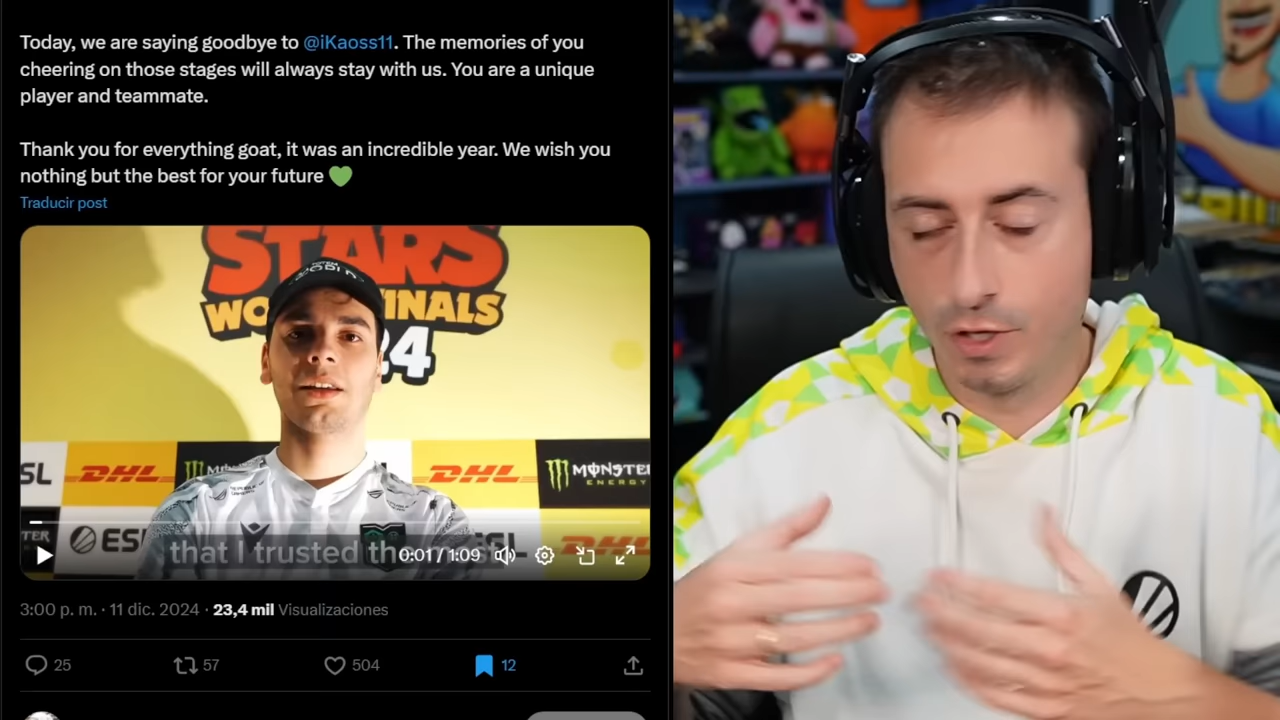 Today, we are saying goodbye to @iKaoss11. The memories of you
cheering on those stages will always stay with us. You are a unique
player and teammate.
Thank you for everything goat, it was an incredible year. We wish you
nothing but the best for your future
Traducir post
STARS
24
SL
DHL
DHL
MONSTER
ENERGY
ESL
that I trusted
0:01 / 1:09
3:00 p. m. · 11 dic. 2024 · 23,4 mil Visualizaciones
25
57
504
12